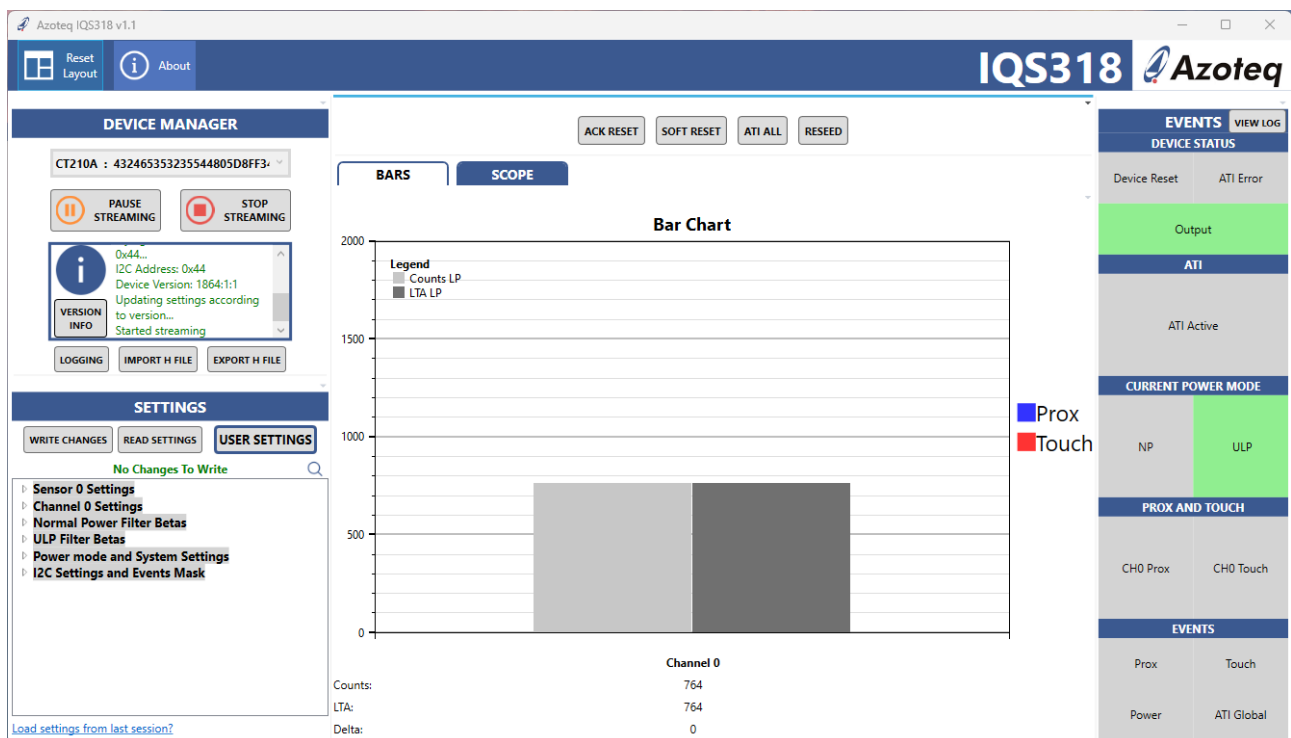 Azoteq IQS318 v1.1
Reset
Layout
About
IQS318
Azoteq
DEVICE MANAGER
CT210A : 432465353235544805D8FF34
PAUSE
STREAMING
STOP
STREAMING
0x44...
I2C Address: 0x44
Device Version: 1864:1:1
Updating settings according
to version...
Started streaming
VERSION
INFO
LOGGING
IMPORT H FILE
EXPORT H FILE
SETTINGS
WRITE CHANGES
READ SETTINGS
USER SETTINGS
No Changes To Write
Sensor 0 Settings
Channel 0 Settings
Normal Power Filter Betas
ULP Filter Betas
Power mode and System Settings
I2C Settings and Events Mask
Load settings from last session?
ACK RESET
SOFT RESET
ATI ALL
RESEED
BARS
SCOPE
Bar Chart
2000
1500
1000
500
0
Legend
Counts LP
LTA LP
Prox
Touch
Channel 0
Counts: 764
LTA: 764
Delta: 0
EVENTS
VIEW LOG
DEVICE STATUS
Device Reset
ATI Error
Output
ATI
ATI Active
CURRENT POWER MODE
NP
ULP
PROX AND TOUCH
CH0 Prox
CH0 Touch
EVENTS
Prox
Touch
Power
ATI Global